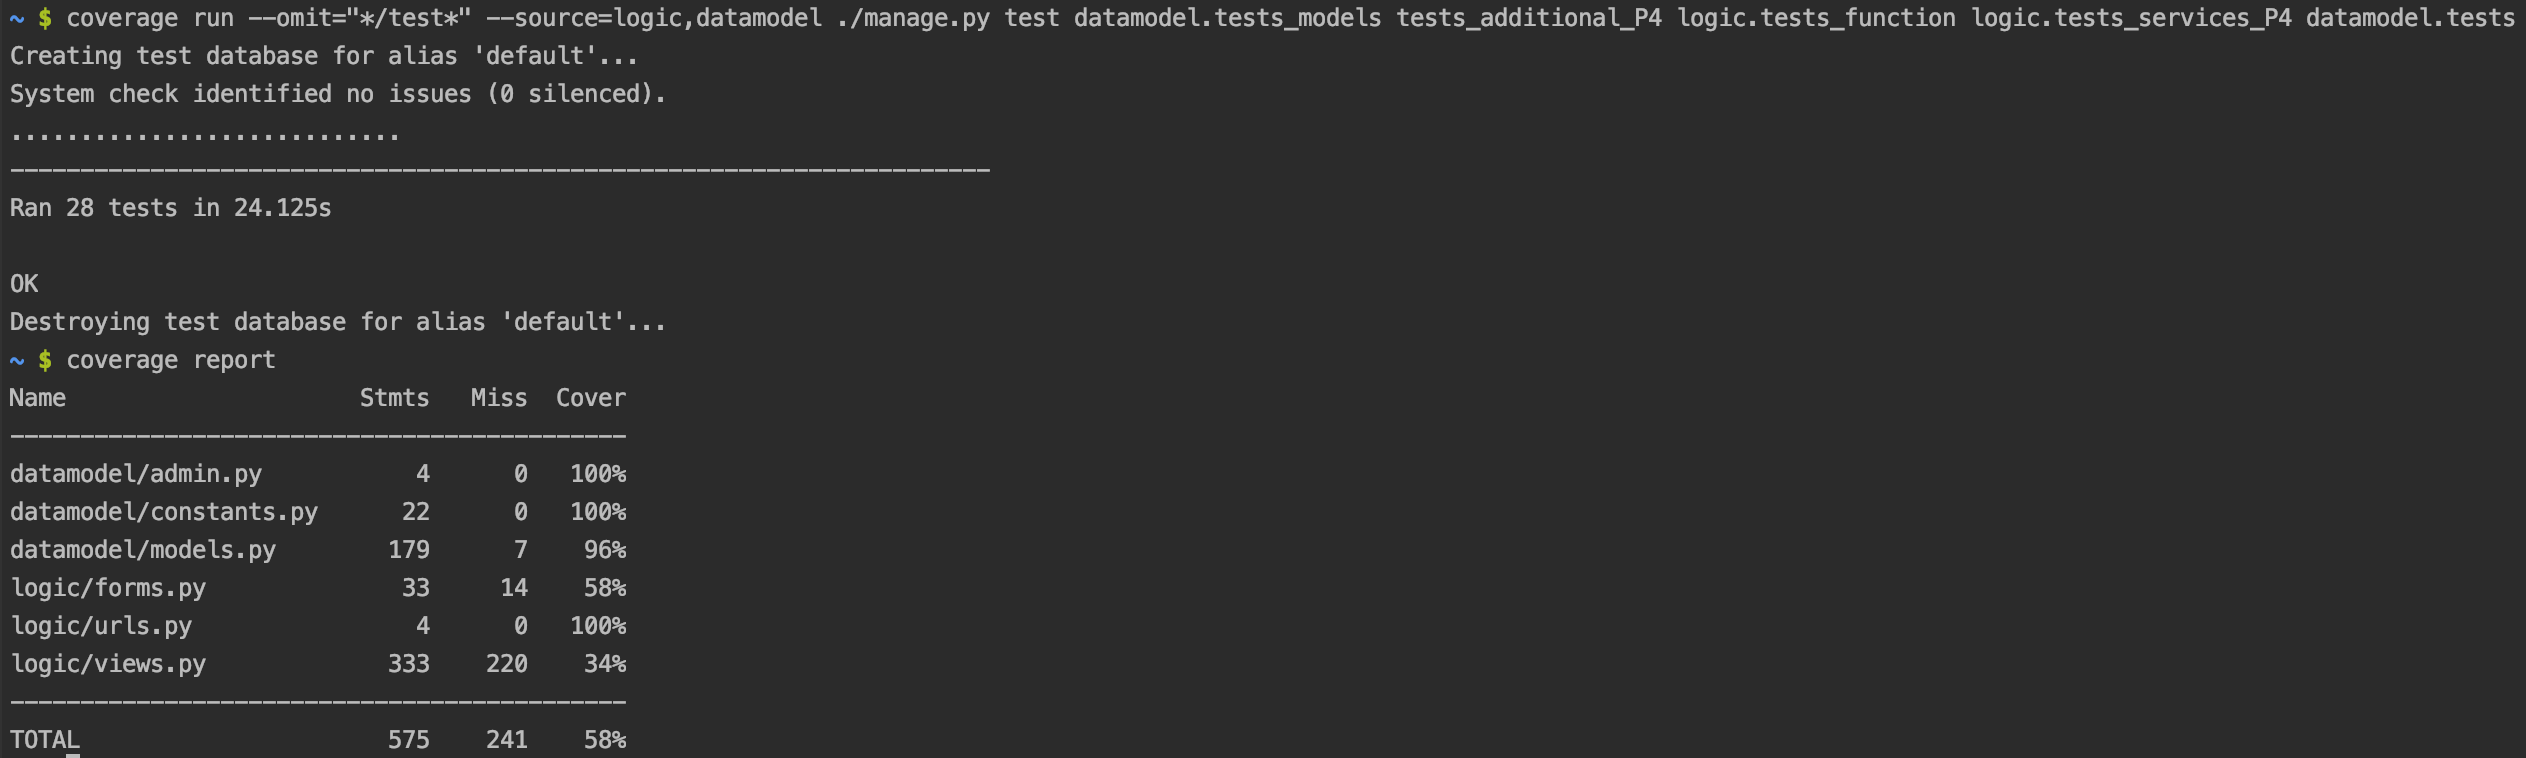 ~ $ coverage run --omit="*/test*" --source=logic,datamodel ./manage.py test datamodel.tests_models tests_additional_P4 logic.tests_function logic.tests_services_P4 datamodel.tests
Creating test database for alias 'default'...
System check identified no issues (0 silenced).
............................
----------------------------------------------------------------------
Ran 28 tests in 24.125s

OK
Destroying test database for alias 'default'...
~ $ coverage report
Name                     Stmts   Miss  Cover
--------------------------------------------
datamodel/admin.py           4      0   100%
datamodel/constants.py      22      0   100%
datamodel/models.py        179      7    96%
logic/forms.py              33     14    58%
logic/urls.py                4      0   100%
logic/views.py             333    220    34%
--------------------------------------------
TOTAL                      575    241    58%